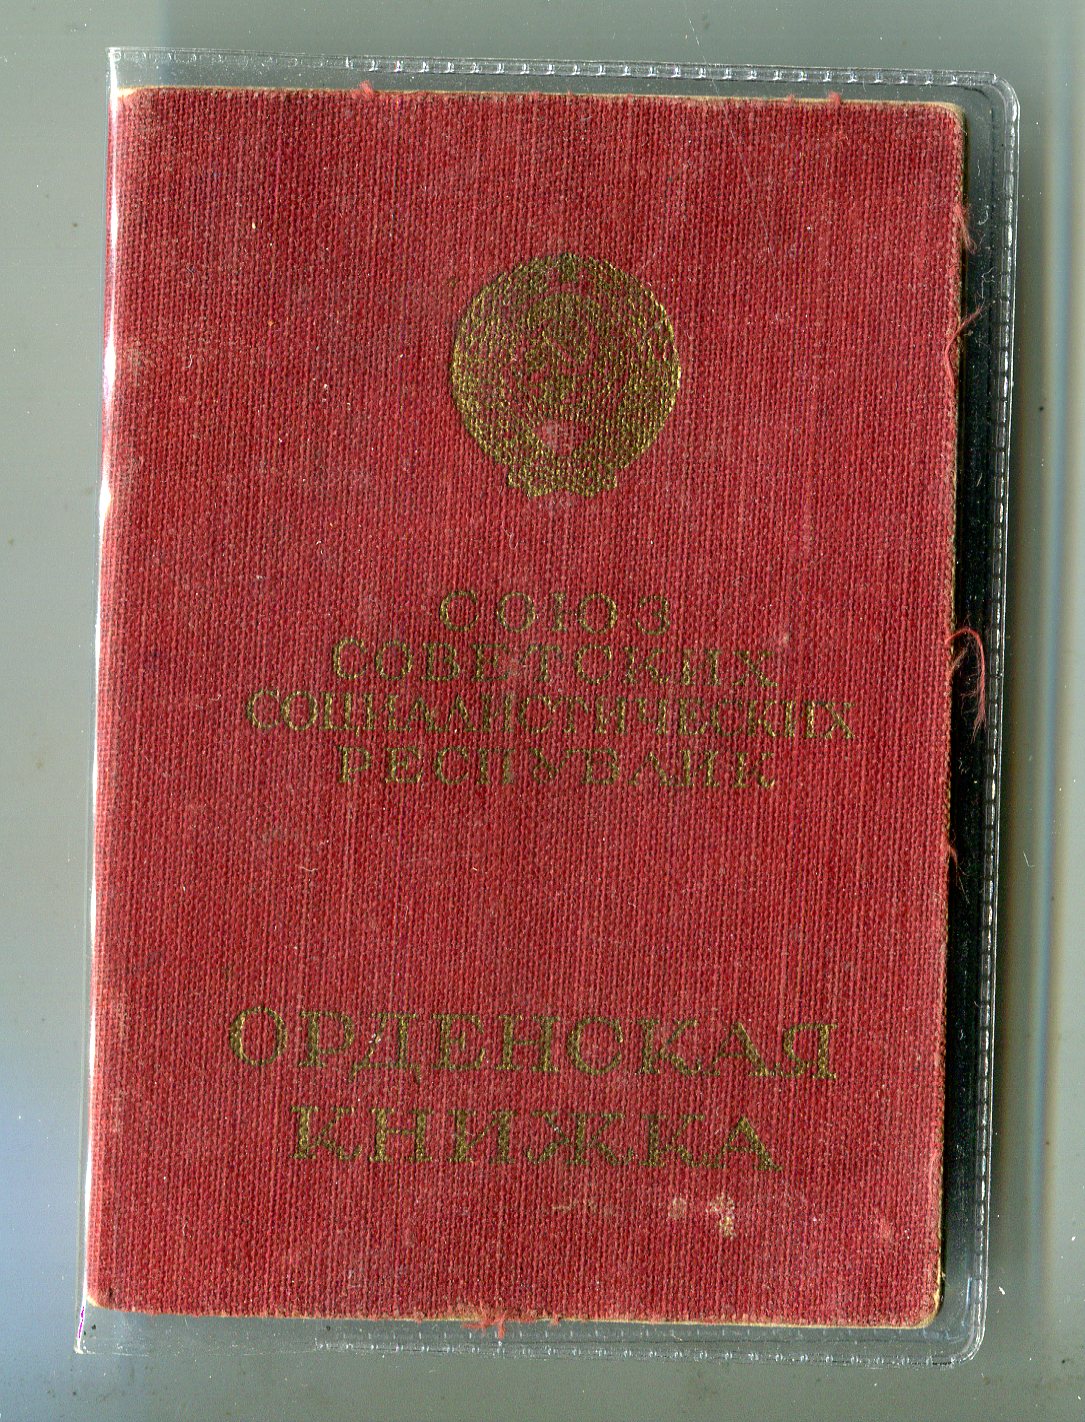 СОЮЗ
СОВЕТСКИХ
СОЦИАЛИСТИЧЕСКИХ
РЕСПУБЛИК
ОРДЕНСКАЯ
КНИЖКА